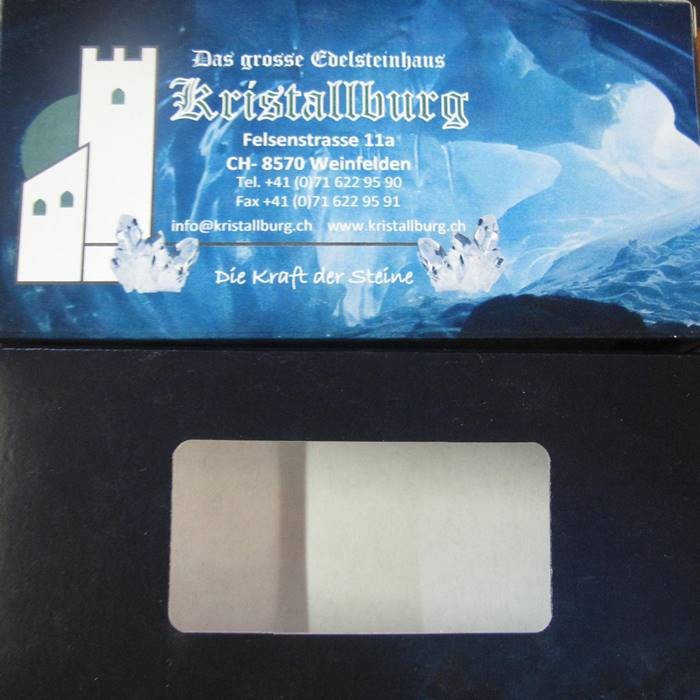 Das grosse Edelsteinhaus
Kristallburg
Felsenstrasse 11a
CH- 8570 Weinfelden
Tel. +41 (0)71 622 95 90
Fax +41 (0)71 622 95 91
info@kristallburg.ch www.kristallburg.ch
Die Kraft der Steine